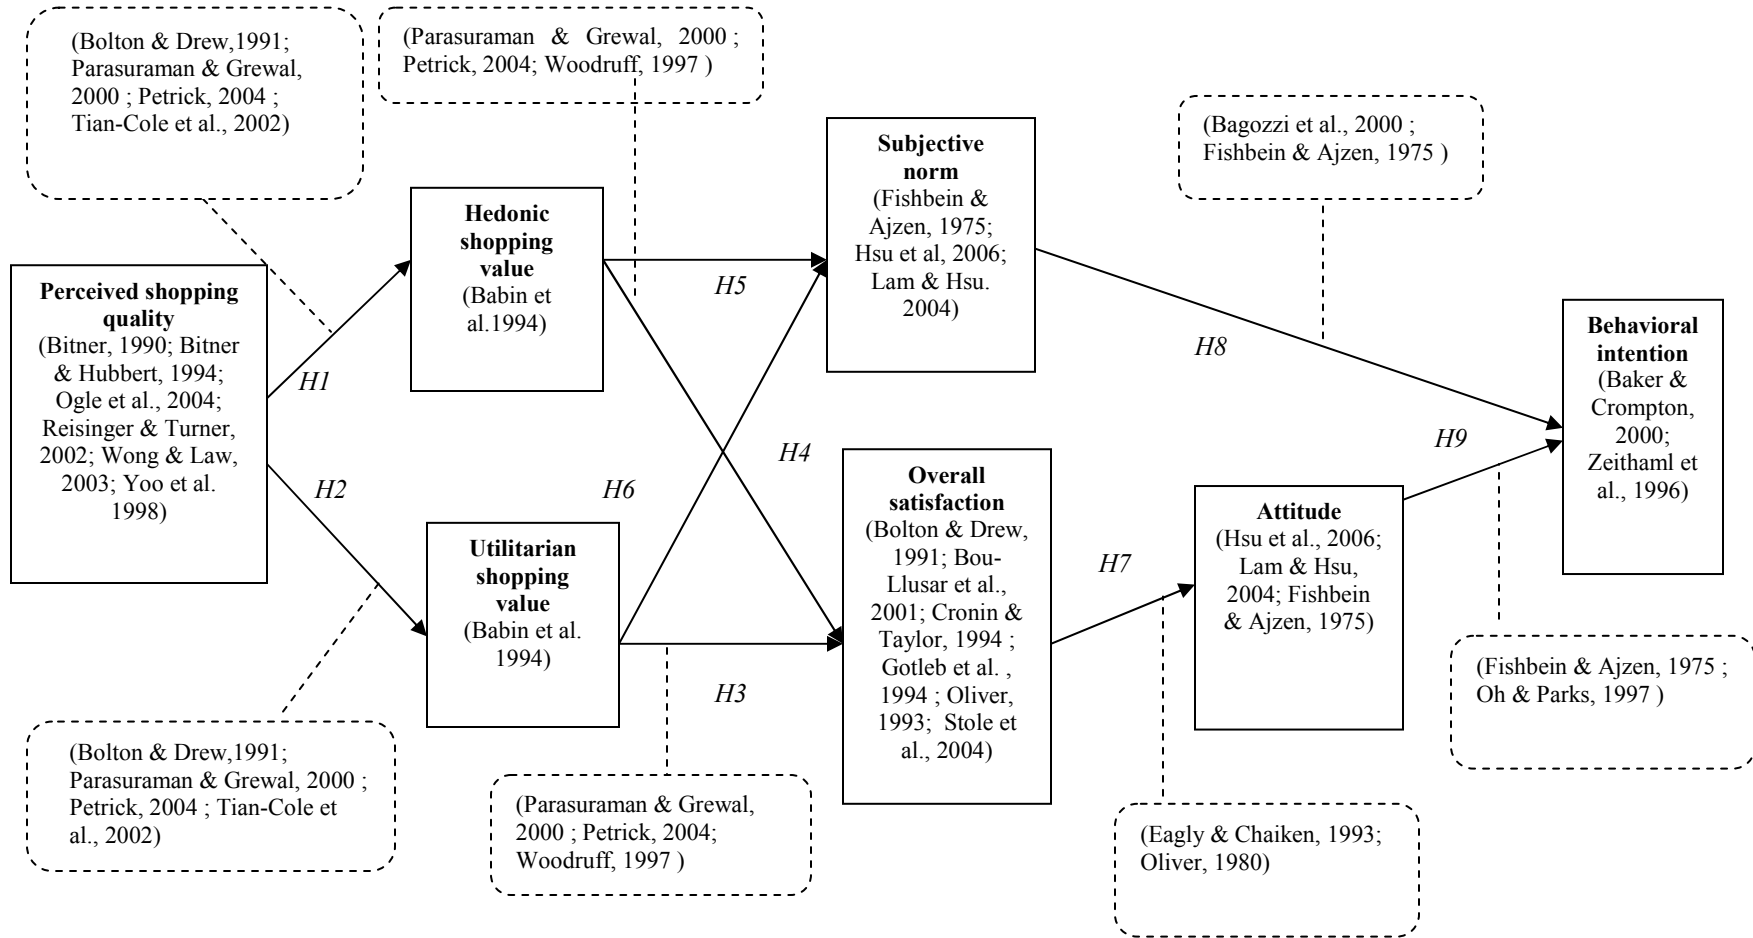 (Bolton & Drew,1991;
Parasuraman & Grewal,
2000 ; Petrick, 2004 ;
Tian-Cole et al., 2002)
(Parasuraman & Grewal, 2000 ;
Petrick, 2004; Woodruff, 1997 )
(Bagozzi et al., 2000 ;
Fishbein & Ajzen, 1975 )
Subjective
norm
(Fishbein &
Ajzen, 1975;
Hsu et al, 2006;
Lam & Hsu.
2004)
Hedonic
shopping
value
(Babin et
al.1994)
Perceived shopping
quality
(Bitner, 1990; Bitner
& Hubbert, 1994;
Ogle et al., 2004;
Reisinger & Turner,
2002; Wong & Law,
2003; Yoo et al.
1998)
Behavioral
intention
(Baker &
Crompton,
2000;
Zeithaml et
al., 1996)
H1
H5
H8
H9
H2
H6
H4
H7
H3
Utilitarian
shopping
value
(Babin et al.
1994)
Overall
satisfaction
(Bolton & Drew,
1991; Bou-
Llusar et al.,
2001; Cronin &
Taylor, 1994 ;
Gotleb et al. ,
1994 ; Oliver,
1993; Stole et
al., 2004)
Attitude
(Hsu et al., 2006;
Lam & Hsu,
2004; Fishbein
& Ajzen, 1975)
(Fishbein & Ajzen, 1975 ;
Oh & Parks, 1997 )
(Bolton & Drew,1991;
Parasuraman & Grewal, 2000 ;
Petrick, 2004 ; Tian-Cole et
al., 2002)
(Parasuraman & Grewal,
2000 ; Petrick, 2004;
Woodruff, 1997 )
(Eagly & Chaiken, 1993;
Oliver, 1980)